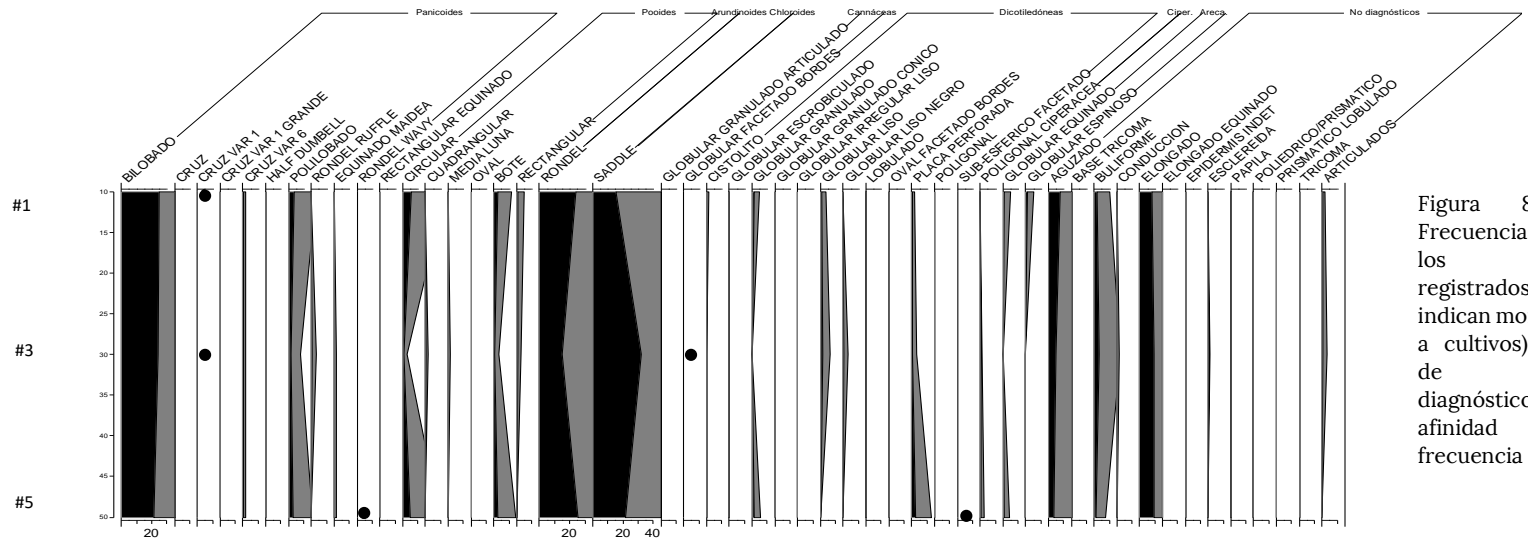 Panicoides
Pooides
Arundinoides
Chloroides
Cannáceas
Dicotiledóneas
Ciper.
Areca
No diagnósticos
BILOBADO
CRUZ
CRUZ VAR 1
CRUZ VAR 1 GRANDE
CRUZ VAR 6
HALF DUMBELL
POLILOBADO
RONDEL RUFFLE
EQUINADO MAIDEA
RONDEL WAVY
RECTANGULAR EQUINADO
CIRCULAR EQUINADO
CUADRANGULAR
MEDIA LUNA
OVAL
BOTE
RECTANGULAR
RONDEL
SADDLE
GLOBULAR GRANULADO ARTICULADO
GLOBULAR FACETADO BORDES
CISTOLITO
GLOBULAR ESCROBICULADO
GLOBULAR GRANULADO
GLOBULAR GRANULADO CONICO
GLOBULAR IRREGULAR LISO
GLOBULAR LISO
GLOBULAR LISO NEGRO
LOBULADO
OVAL FACETADO BORDES
PLACA PERFORADA
POLIGONAL
SUB-ESFERICO FACETADO
POLIGONAL CIPERACEA
GLOBULAR EQUINADO
GLOBULAR ESPINOSO
AGUZADO
BASE TRICOMA
BULIFORME
CONDUCCION
ELONGADO
ELONGADO EQUINADO
EPIDERMIS INDET
ESCLEREIDA
PAPILA
POLIEDRICO/PRISMATICO
PRISMATICO LOBULADO
TRICOMA
ARTICULADOS
#1
#3
#5
10
15
20
25
30
35
40
45
50
20
20
20 40
Figura 8
Frecuencia
los
registrados
indican mo
a cultivos)
de
diagnóstico
afinidad
frecuencia